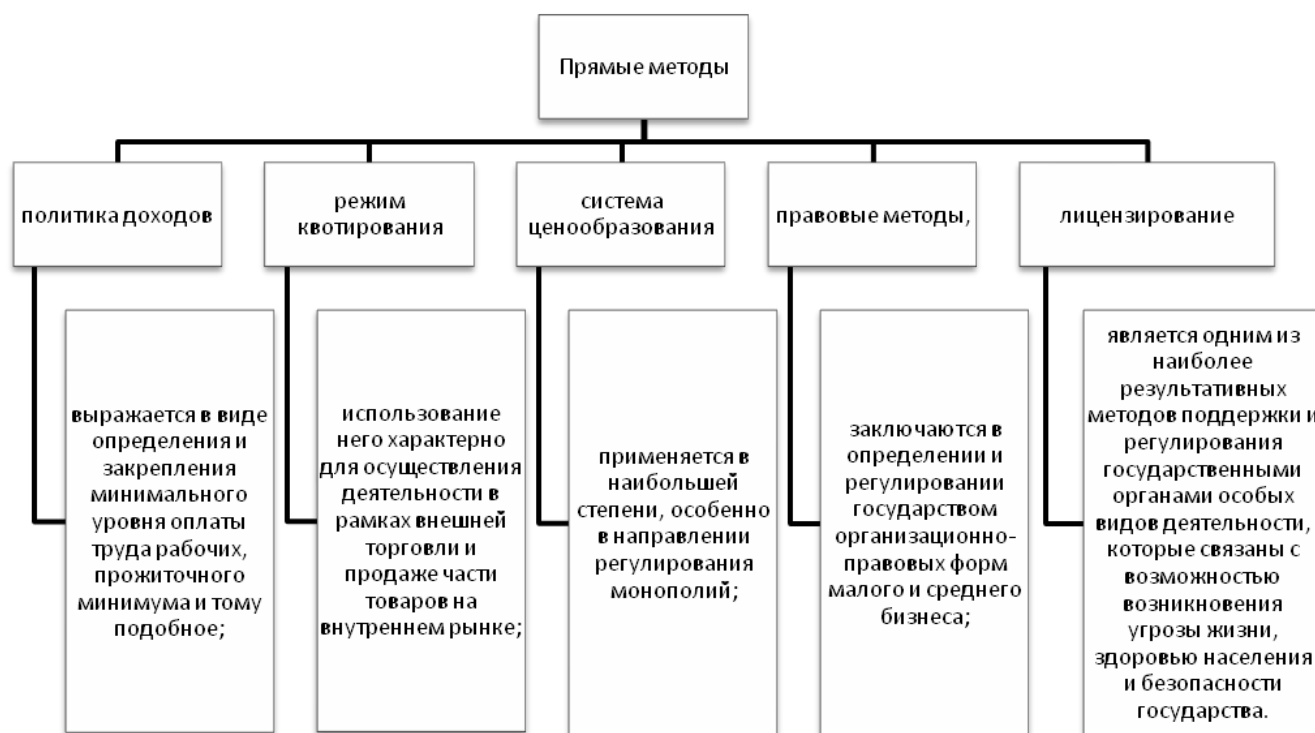 Прямые методы
политика доходов
режим
квотирования
система
ценообразования
правовые методы,
лицензирование
выражается в виде
определения и
закрепления
минимального
уровня оплаты
труда рабочих,
прожиточного
минимума и тому
подобное;
использование
него характерно
для осуществления
деятельности в
рамках внешней
торговли и
продаже части
товаров на
внутреннем рынке;
применяется в
наибольшей
степени, особенно
в направлении
регулирования
монополий;
заключаются в
определении и
регулировании
государством
организационно-
правовых форм
малого и среднего
бизнеса;
является одним из
наиболее
результативных
методов поддержки и
регулирования
государственными
органами особых
видов деятельности,
которые связаны с
возможностью
возникновения
угрозы жизни,
здоровью населения
и безопасности
государства.